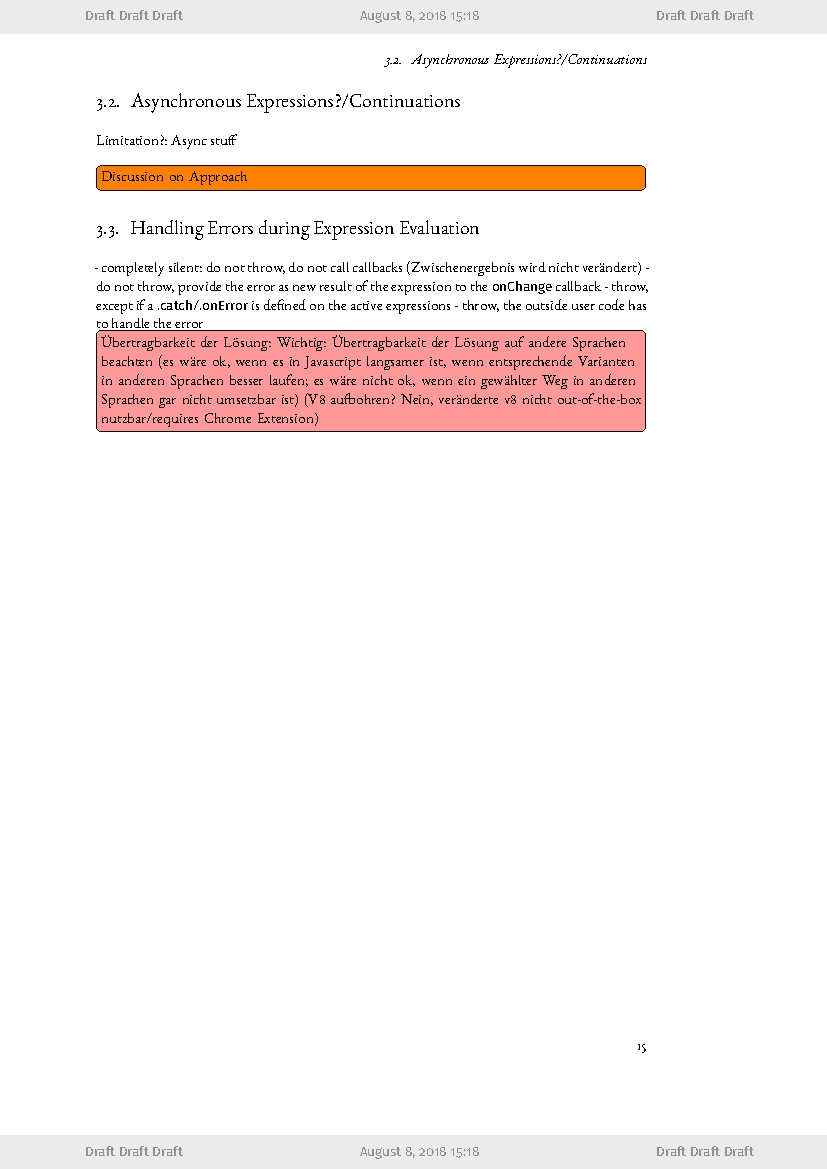 Draft Draft Draft August 8, 2018 15:18 Draft Draft Draft
3.2. Asynchronous Expressions?/Continuations
3.2. Asynchronous Expressions?/Continuations
Limitation?: Async stuff
Discussion on Approach
3.3. Handling Errors during Expression Evaluation
- completely silent: do not throw, do not call callbacks (Zwischenergebnis wird nicht verändert) -
do not throw, provide the error as new result of the expression to the onChange callback - throw,
except if a .catch/.onError is defined on the active expressions - throw, the outside user code has
to handle the error
Übertragbarkeit der Lösung: Wichtig: Übertragbarkeit der Lösung auf andere Sprachen
beachten (es wäre ok, wenn es in Javascript langsamer ist, wenn entsprechende Varianten
in anderen Sprachen besser laufen; es wäre nicht ok, wenn ein gewählter Weg in anderen
Sprachen gar nicht umsetzbar ist) (V8 aufbohren? Nein, veränderte v8 nicht out-of-the-box
nutzbar/requires Chrome Extension)
15
Draft Draft Draft August 8, 2018 15:18 Draft Draft Draft